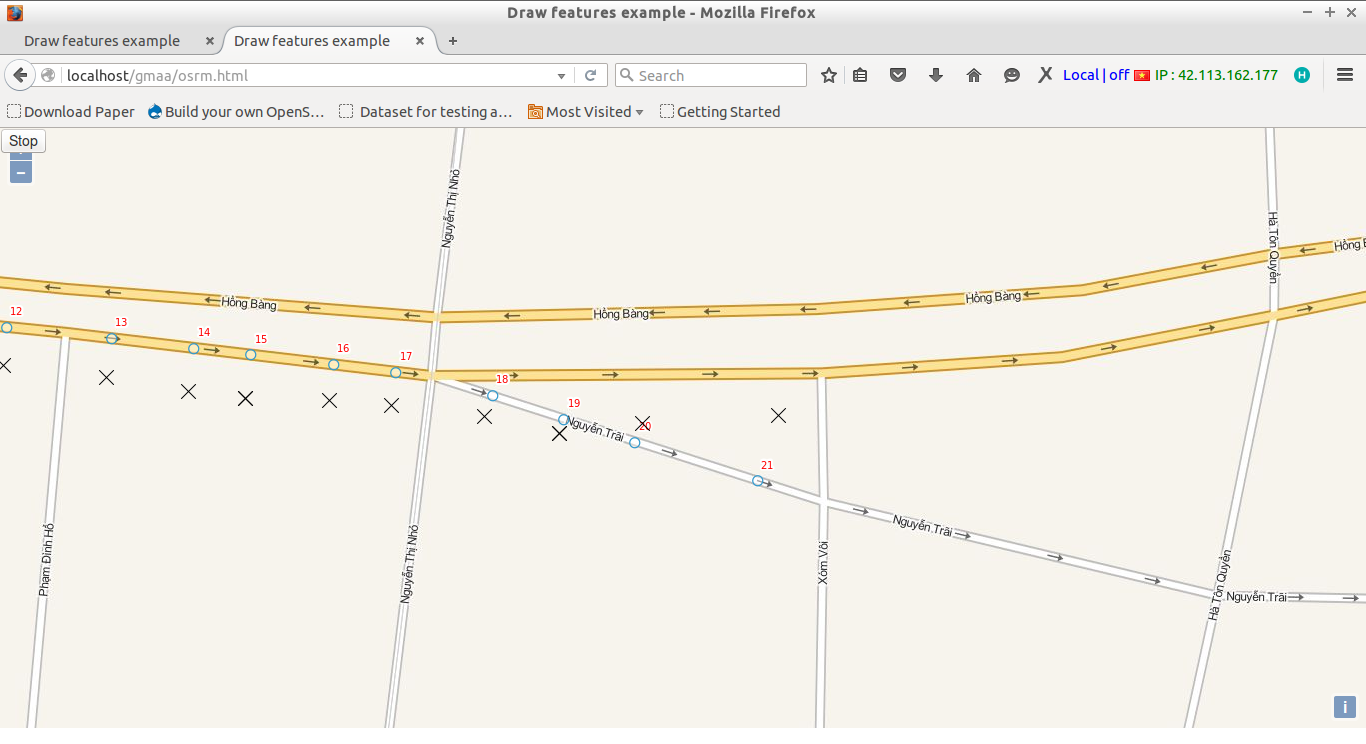 Draw features example - Mozilla Firefox
Draw features example × Draw features example × +
localhost/gmaa/osrm.html Search X Local | off IP : 42.113.162.177 H
Download Paper Build your own OpenS... Dataset for testing a... Most Visited Getting Started
Stop
–
Nguyễn Thị Nhỏ
Hà Tôn Quyền
Hồng B
Hồng Bàng
Hồng Bàng
Hồng Bàng
12
13
14
15
16
17
18
19
20
21
Nguyễn Trãi
Nguyễn Trãi
Nguyễn Trãi
Phạm Đình Hổ
Nguyễn Thị Nhỏ
Xóm Vôi
Hà Tôn Quyền
i